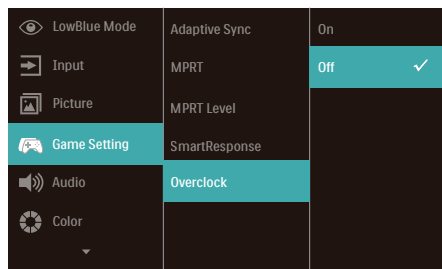 LowBlue Mode
Input
Picture
Game Setting
Audio
Color
Adaptive Sync
MPRT
MPRT Level
SmartResponse
Overclock
On
Off